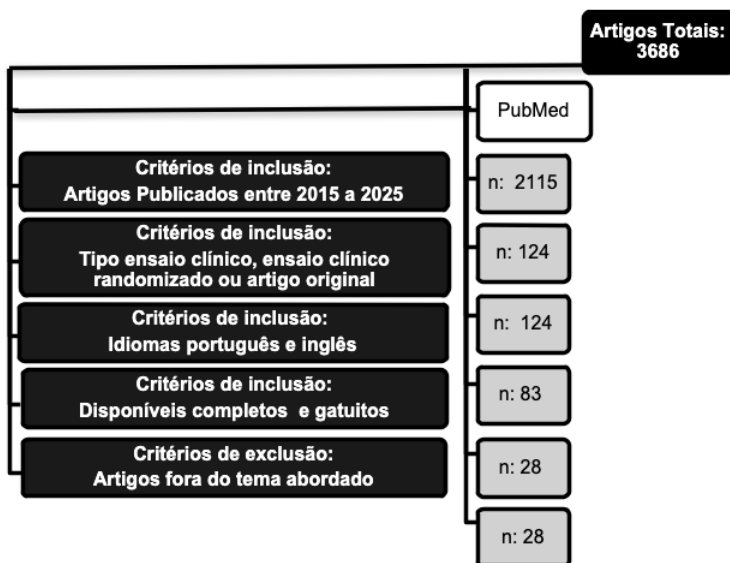 Artigos Totais:
3686
PubMed
Critérios de inclusão:
Artigos Publicados entre 2015 a 2025
n: 2115
Critérios de inclusão:
Tipo ensaio clínico, ensaio clínico
randomizado ou artigo original
n: 124
Critérios de inclusão:
Idiomas português e inglês
n: 124
Critérios de inclusão:
Disponíveis completos e gatuitos
n: 83
Critérios de exclusão:
Artigos fora do tema abordado
n: 28
n: 28